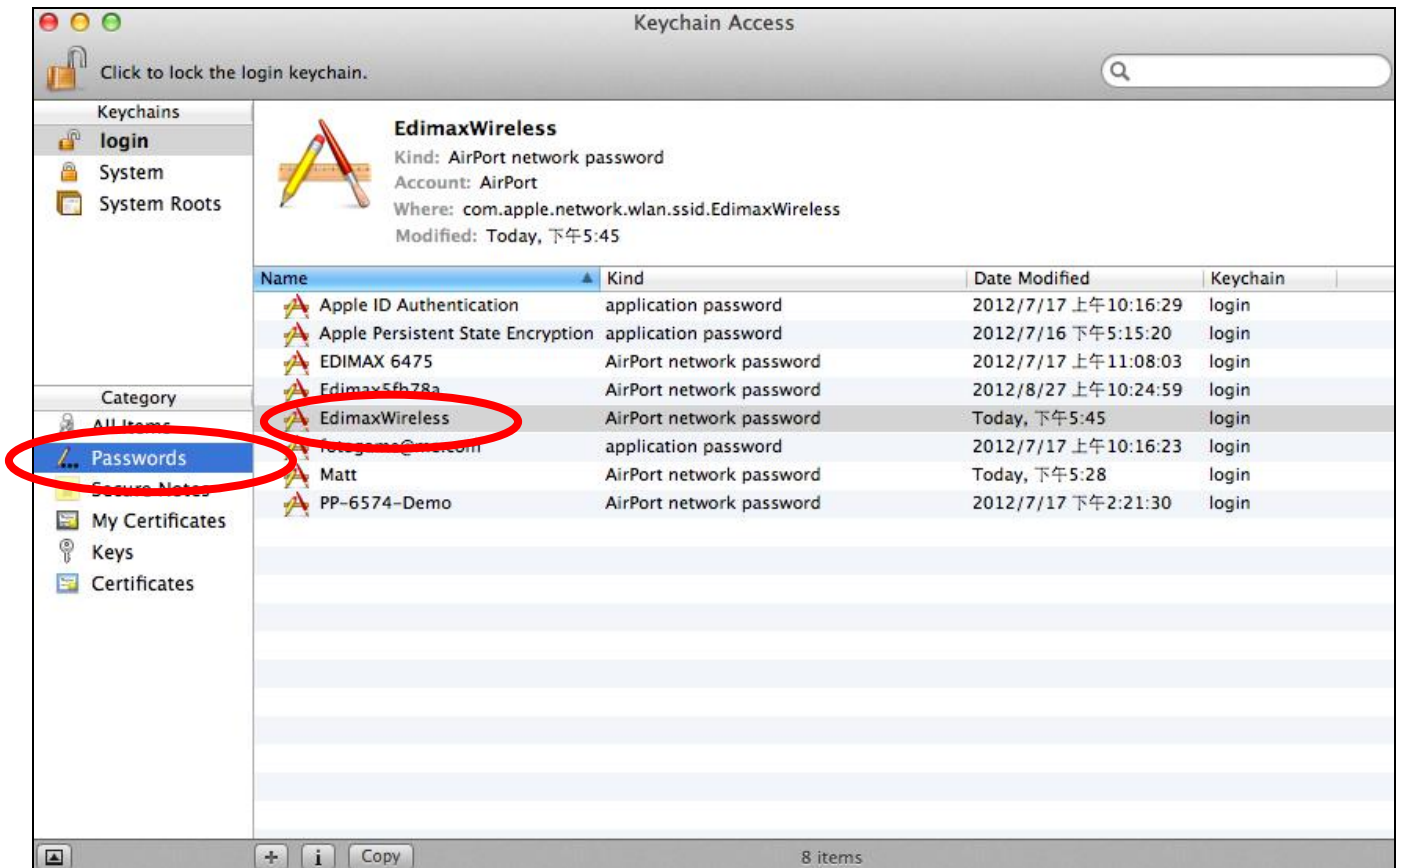 Keychain Access
Click to lock the login keychain.
Keychains
login
System
System Roots
EdimaxWireless
Kind: AirPort network password
Account: AirPort
Where: com.apple.network.wlan.ssid.EdimaxWireless
Modified: Today, 下午5:45
Name Kind Date Modified Keychain
Apple ID Authentication application password 2012/7/17 上午10:16:29 login
Apple Persistent State Encryption application password 2012/7/16 下午5:15:20 login
EDIMAX 6475 AirPort network password 2012/7/17 上午11:08:03 login
Edimax5fb78a AirPort network password 2012/8/27 上午10:24:59 login
EdimaxWireless AirPort network password Today, 下午5:45 login
application password 2012/7/17 上午10:16:23 login
Matt AirPort network password Today, 下午5:28 login
PP-6574-Demo AirPort network password 2012/7/17 下午2:21:30 login
Category
All Items
Passwords
Secure Notes
My Certificates
Keys
Certificates
+ i Copy 8 items